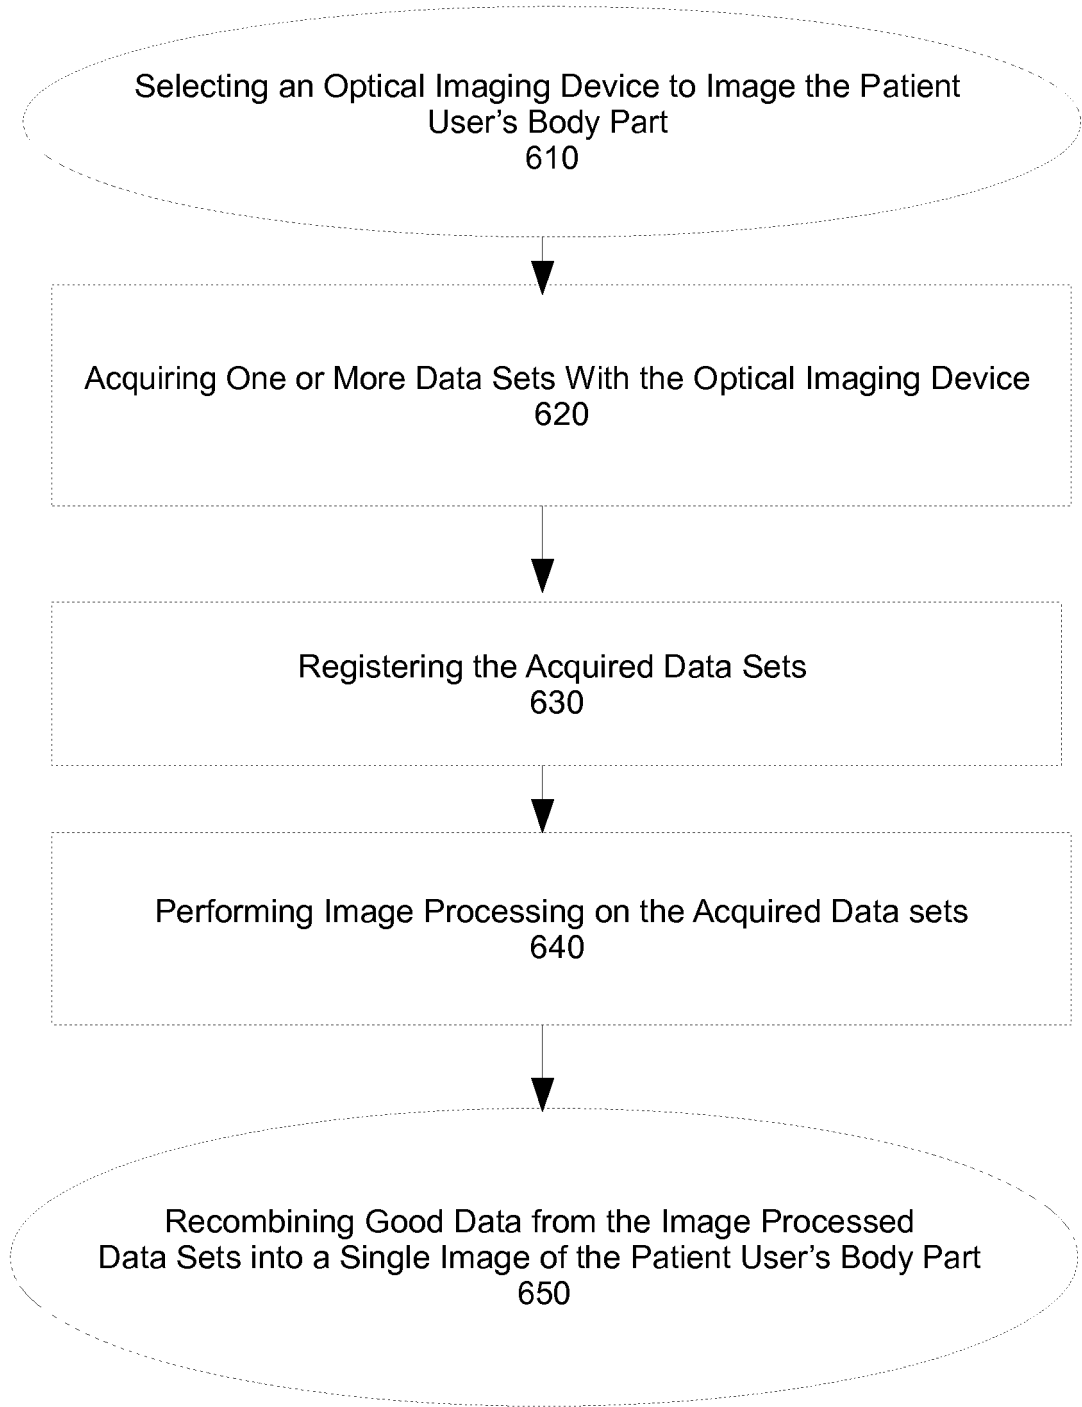 Selecting an Optical Imaging Device to Image the Patient
User’s Body Part
610
Acquiring One or More Data Sets With the Optical Imaging Device
620
Registering the Acquired Data Sets
630
Performing Image Processing on the Acquired Data sets
640
Recombining Good Data from the Image Processed
Data Sets into a Single Image of the Patient User’s Body Part
650